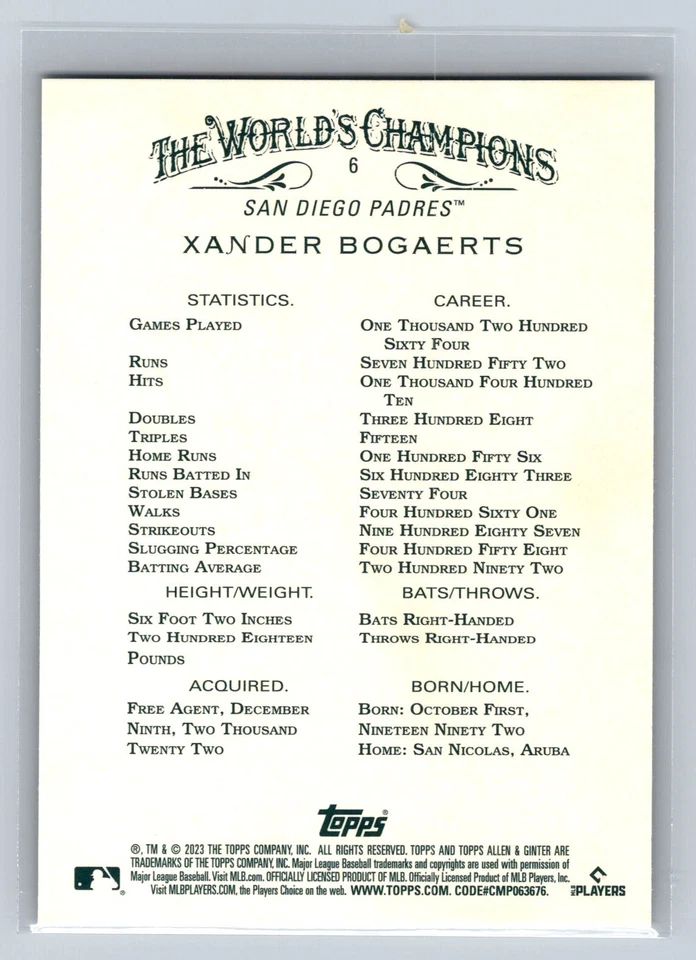 THE WORLD'S CHAMPIONS
6
SAN DIEGO PADRES™
XANDER BOGAERTS
STATISTICS. CAREER.
GAMES PLAYED ONE THOUSAND TWO HUNDRED
SIXTY FOUR
RUNS SEVEN HUNDRED FIFTY TWO
HITS ONE THOUSAND FOUR HUNDRED
TEN
DOUBLES THREE HUNDRED EIGHT
TRIPLES FIFTEEN
HOME RUNS ONE HUNDRED FIFTY SIX
RUNS BATTED IN SIX HUNDRED EIGHTY THREE
STOLEN BASES SEVENTY FOUR
WALKS FOUR HUNDRED SIXTY ONE
STRIKEOUTS NINE HUNDRED EIGHTY SEVEN
SLUGGING PERCENTAGE FOUR HUNDRED FIFTY EIGHT
BATTING AVERAGE TWO HUNDRED NINETY TWO
HEIGHT/WEIGHT. BATS/THROWS.
SIX FOOT TWO INCHES BATS RIGHT-HANDED
TWO HUNDRED EIGHTEEN THROWS RIGHT-HANDED
POUNDS
ACQUIRED. BORN/HOME.
FREE AGENT, DECEMBER BORN: OCTOBER FIRST,
NINTH, TWO THOUSAND NINETEEN NINETY TWO
TWENTY TWO HOME: SAN NICOLAS, ARUBA
topps®
®, TM & © 2023 THE TOPPS COMPANY, INC. ALL RIGHTS RESERVED. TOPPS AND TOPPS ALLEN & GINTER ARE
TRADEMARKS OF THE TOPPS COMPANY, INC. Major League Baseball trademarks and copyrights are used with permission of
Major League Baseball. Visit MLB.com. OFFICIALLY LICENSED PRODUCT OF MLB. Officially Licensed Product of MLB Players, Inc.
Visit MLBPLAYERS.COM, the Players Choice on the web. WWW.TOPPS.COM. CODE#CMP063676.
MLB PLAYERS